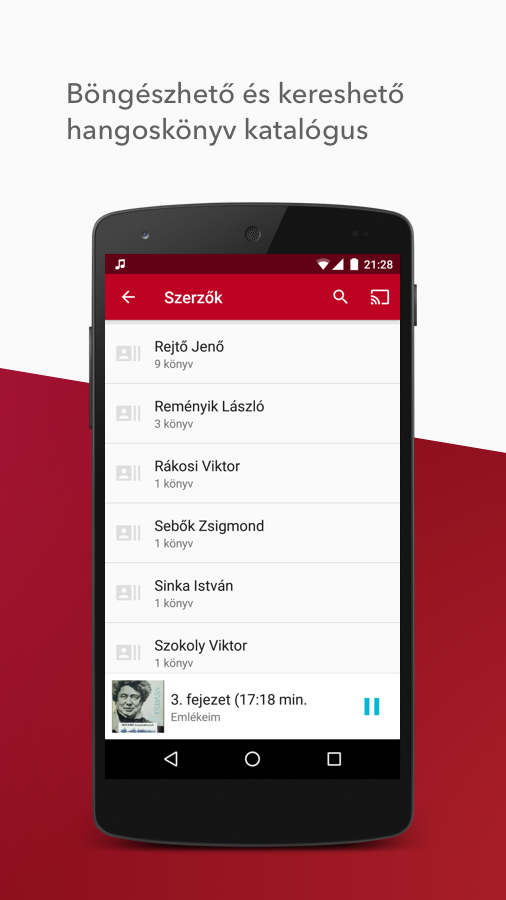 Böngészhető és kereshető
hangoskönyv katalógus
21:28
Szerzők
Rejtő Jenő
9 könyv
Reményik László
3 könyv
Rákosi Viktor
1 könyv
Sebők Zsigmond
1 könyv
Sinka István
1 könyv
Szokoly Viktor
1 könyv
3. fejezet (17:18 min.
Emlékeim